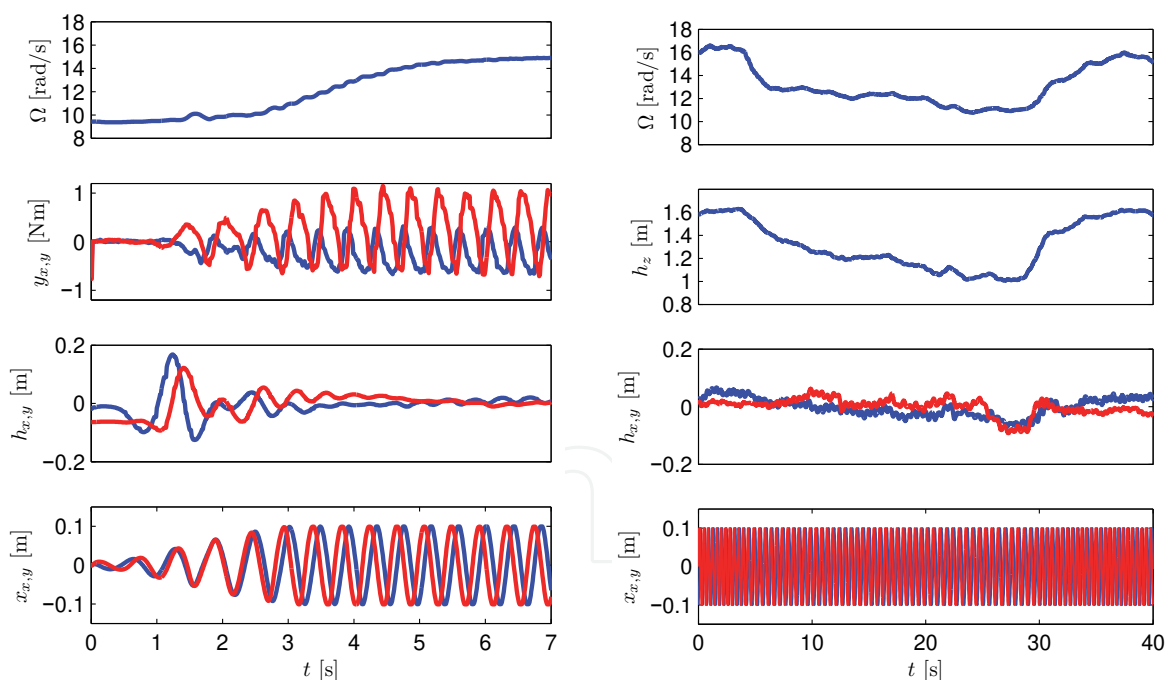 18
16
14
12
10
8
Ω [rad/s]
1
0
−1
y_{x,y} [Nm]
0.2
0
−0.2
h_{x,y} [m]
0.1
0
−0.1
x_{x,y} [m]
0 1 2 3 4 5 6 7
t [s]
18
16
14
12
10
8
Ω [rad/s]
1.6
1.4
1.2
1
0.8
h_z [m]
0.2
0
−0.2
h_{x,y} [m]
0.1
0
−0.1
x_{x,y} [m]
0 10 20 30 40
t [s]